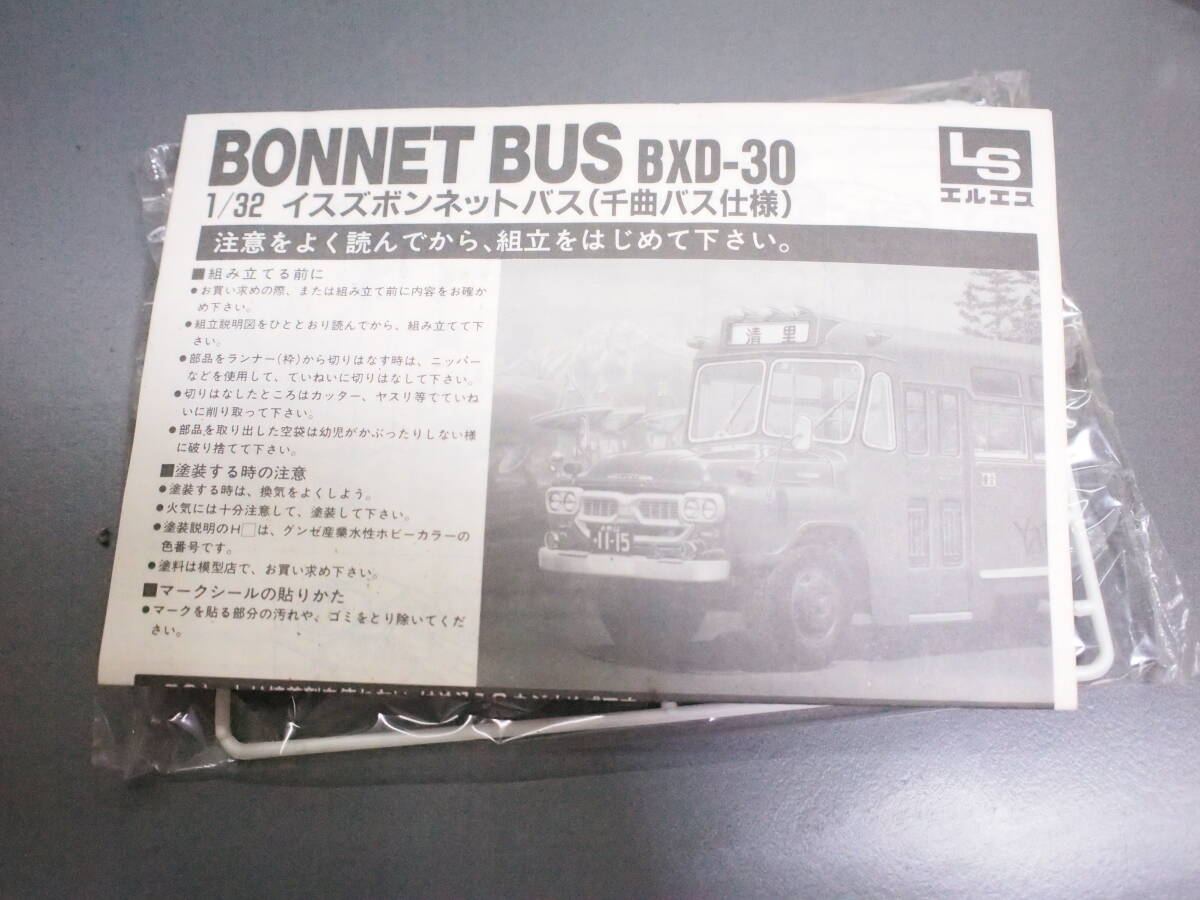 BONNET BUS BXD-30
LS
エルエス
1/32 イスズボンネットバス(千曲バス仕様)
注意をよく読んでから、組立をはじめて下さい。
■組み立てる前に
●お買い求めの際、または組み立て前に内容をお確か
め下さい。
●組立説明図をひととおり読んでから、組み立てて下
さい。
●部品をランナー(枠)から切りはなす時は、ニッパー
などを使用して、ていねいに切りはなして下さい。
●切りはなしたところはカッター、ヤスリ等でていね
いに削り取って下さい。
●部品を取り出した空袋は幼児がかぶったりしない様
に破り捨てて下さい。
■塗装する時の注意
●塗装する時は、換気をよくしよう。
●火気には十分注意して、塗装して下さい。
●塗装説明のH□は、グンゼ産業水性ホビーカラーの
色番号です。
●塗料は模型店で、お買い求め下さい。
■マークシールの貼りかた
●マークを貼る部分の汚れや、ゴミをとり除いてくだ
さい。
清里
11-15